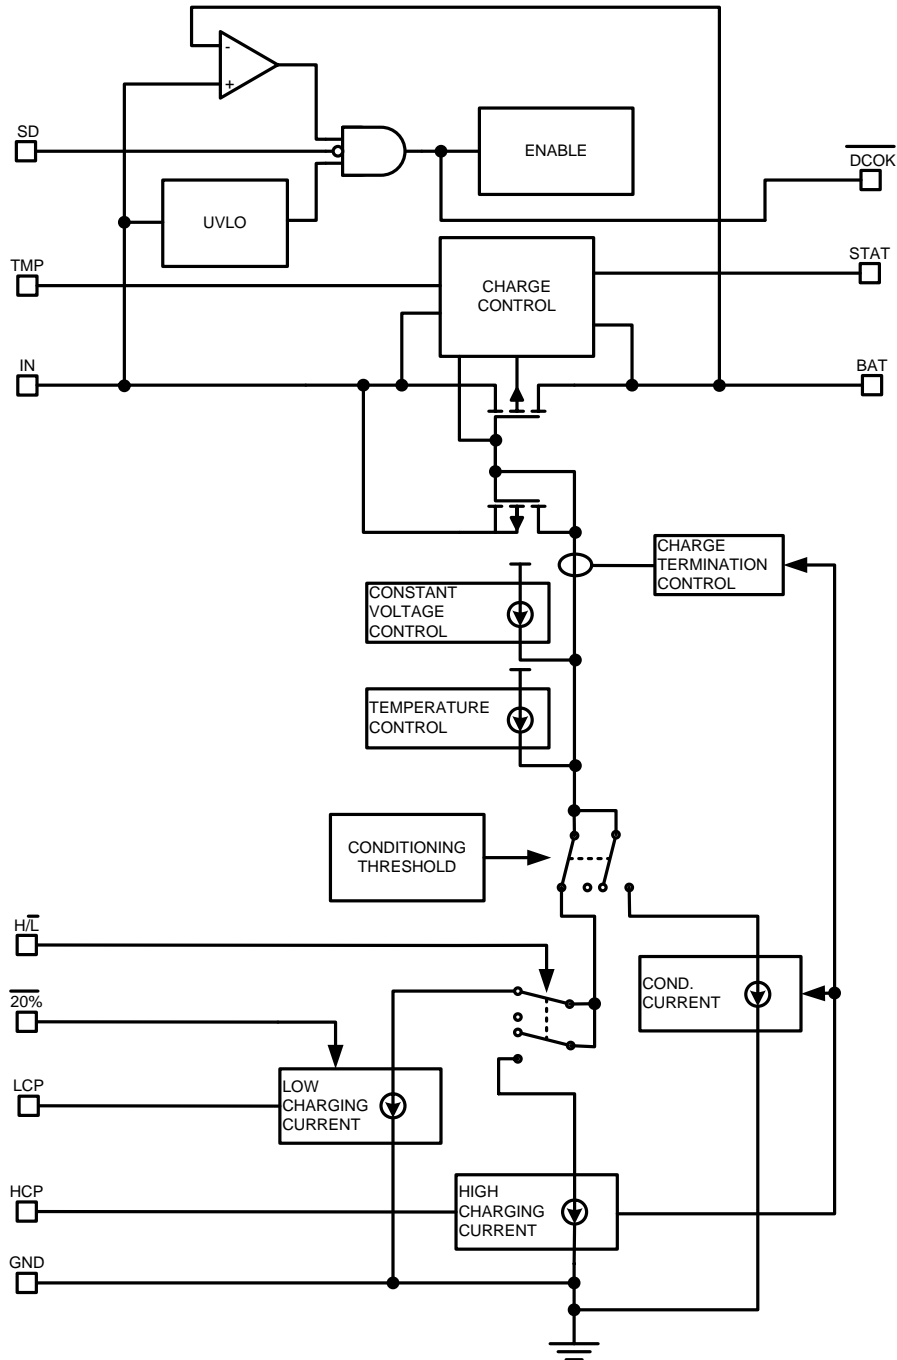 -
+
SD
ENABLE
DCOK
UVLO
TMP
CHARGE
CONTROL
STAT
IN
BAT
CHARGE
TERMINATION
CONTROL
CONSTANT
VOLTAGE
CONTROL
TEMPERATURE
CONTROL
CONDITIONING
THRESHOLD
H/L
20%
COND.
CURRENT
LCP
LOW
CHARGING
CURRENT
HCP
HIGH
CHARGING
CURRENT
GND